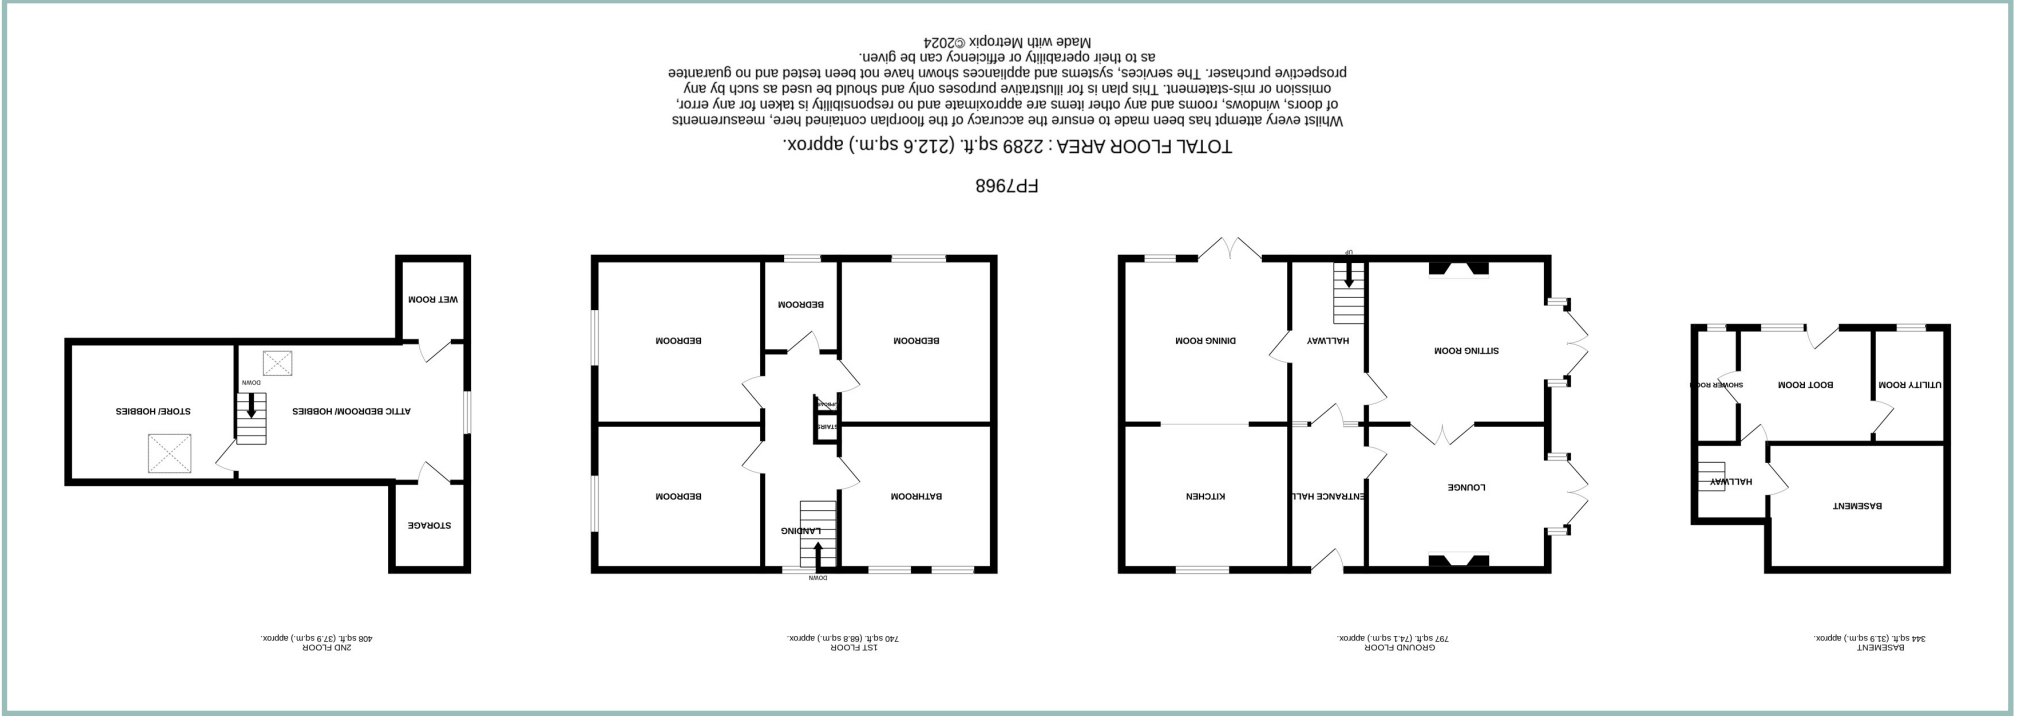 BASEMENT
344 sq.ft. (31.9 sq.m.) approx.
GROUND FLOOR
797 sq.ft. (74.1 sq.m.) approx.
1ST FLOOR
740 sq.ft. (68.8 sq.m.) approx.
2ND FLOOR
408 sq.ft. (37.9 sq.m.) approx.
BASEMENT
HALLWAY
UTILITY ROOM
BOOT ROOM
SHOWER ROOM
LOUNGE
ENTRANCE HALL
KITCHEN
SITTING ROOM
HALLWAY
DINING ROOM
UP
DOWN
LANDING
BATHROOM
BEDROOM
STAIRS
BEDROOM
BEDROOM
BEDROOM
STORAGE
ATTIC BEDROOM/ HOBBIES
STORE/ HOBBIES
DOWN
WET ROOM
FP7968
TOTAL FLOOR AREA : 2289 sq.ft. (212.6 sq.m.) approx.
Whilst every attempt has been made to ensure the accuracy of the floorplan contained here, measurements
of doors, windows, rooms and any other items are approximate and no responsibility is taken for any error,
omission or mis-statement. This plan is for illustrative purposes only and should be used as such by any
prospective purchaser. The services, systems and appliances shown have not been tested and no guarantee
as to their operability or efficiency can be given.
Made with Metropix ©2024